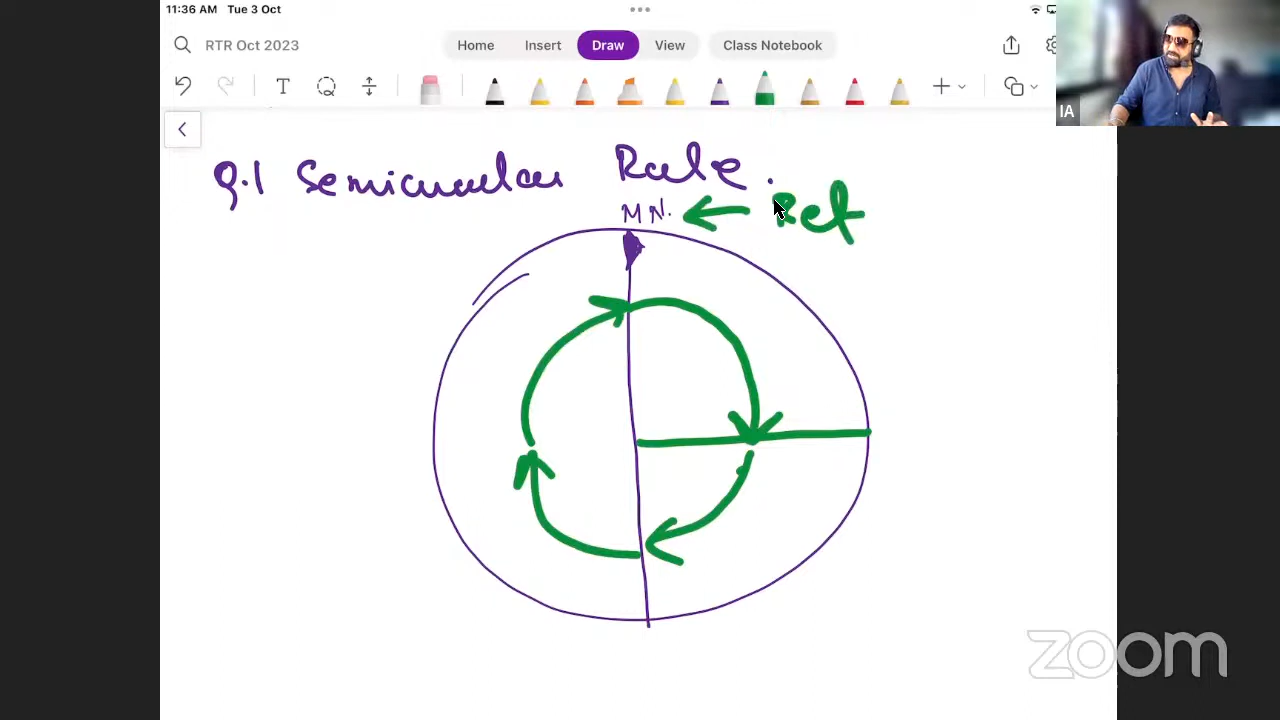 11:36 AM Tue 3 Oct
RTR Oct 2023
Home Insert Draw View Class Notebook
T
IA
Q.1 Semicircular Rule.
MN. ← Ref
zoom